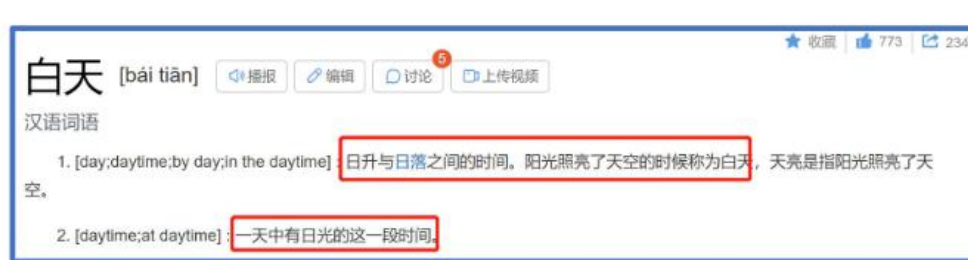 收藏 773 234
白天 [bái tiān] 播报 编辑 讨论 5 上传视频
汉语词语
1. [day;daytime;by day;in the daytime] : 日升与日落之间的时间。阳光照亮了天空的时候称为白天，天亮是指阳光照亮了天
空。
2. [daytime;at daytime] : 一天中有日光的这一段时间。